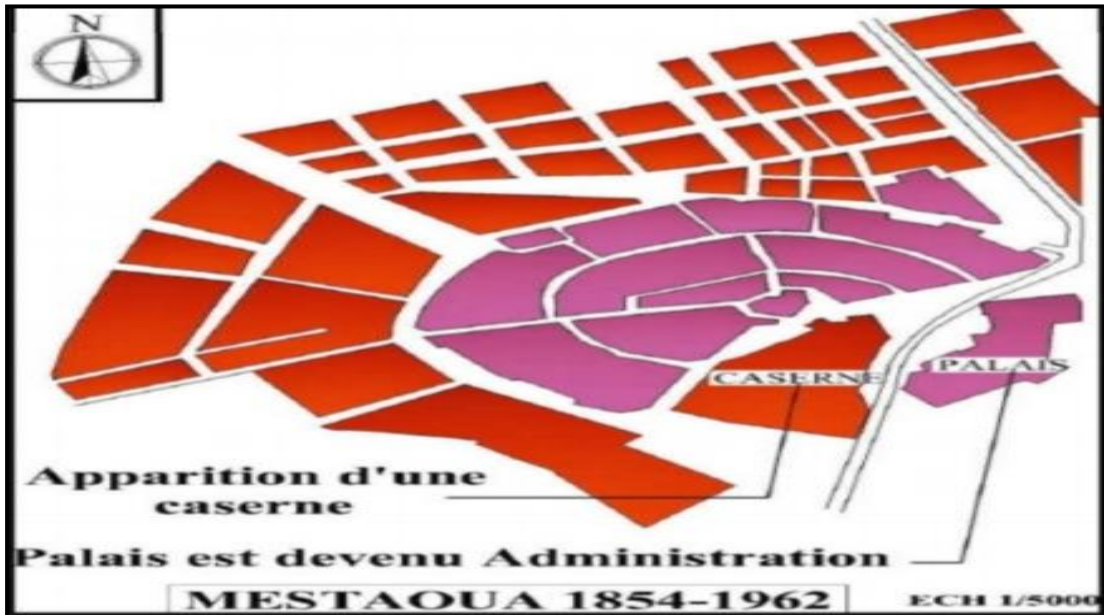 N
CASERNE
PALAIS
Apparition d'une
caserne
Palais est devenu Administration
MESTAOUA 1854-1962
ECH 1/5000